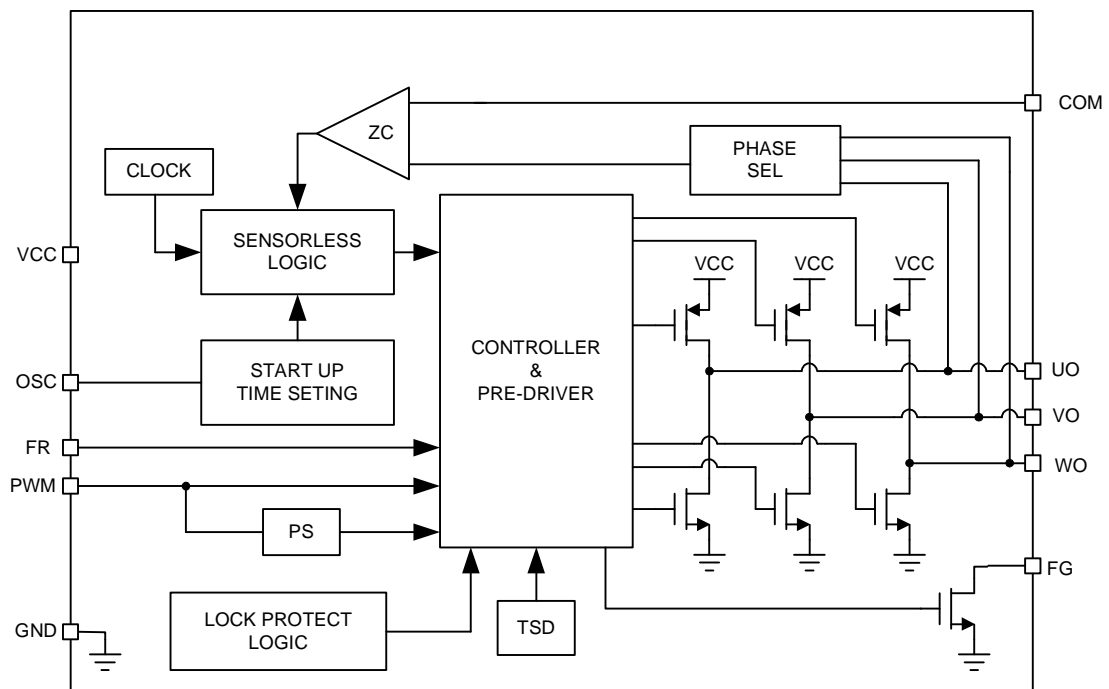 COM
ZC
PHASE
SEL
CLOCK
VCC
SENSORLESS
LOGIC
VCC
VCC
VCC
CONTROLLER
&
PRE-DRIVER
OSC
START UP
TIME SETING
UO
VO
FR
WO
PWM
PS
FG
LOCK PROTECT
LOGIC
TSD
GND